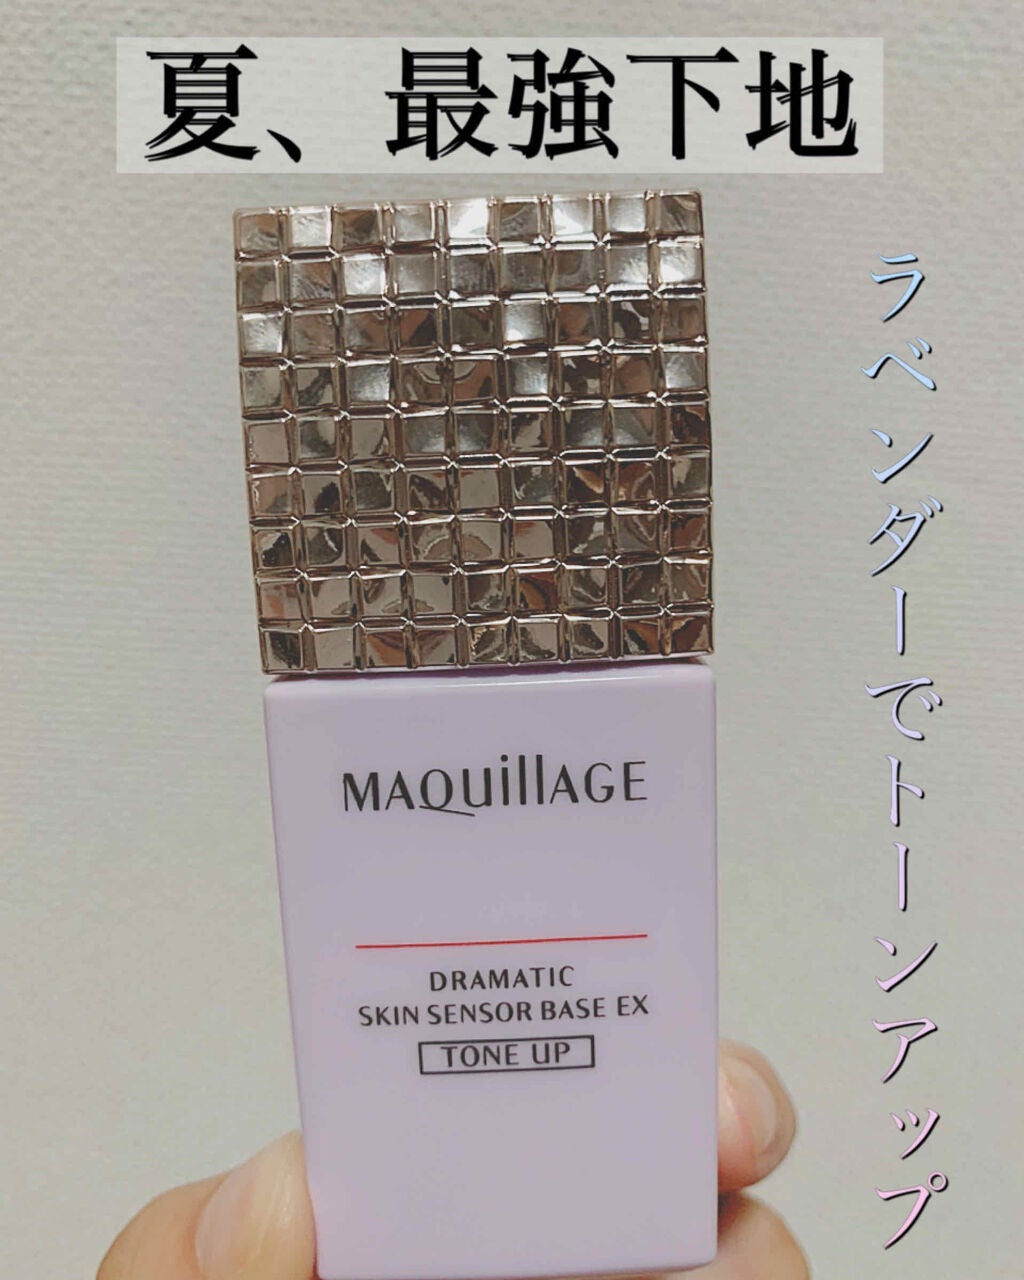 夏、最強下地
ラベンダーでトーンアップ
MAQuillAGE
DRAMATIC
SKIN SENSOR BASE EX
TONE UP